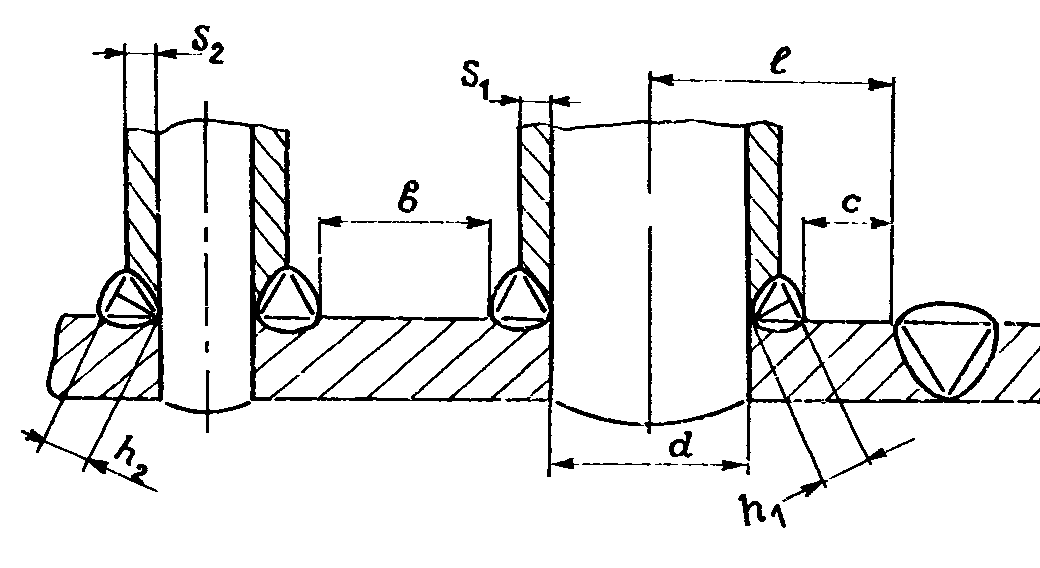 S₂
S₁
ℓ
в
c
h₂
d
h₁